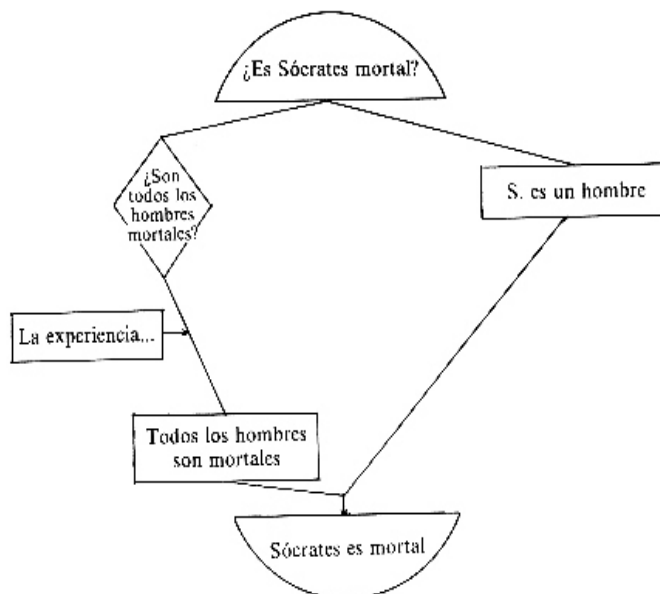 ¿Es Sócrates mortal?
¿Son
todos los
hombres
mortales?
S. es un hombre
La experiencia...
Todos los hombres
son mortales
Sócrates es mortal